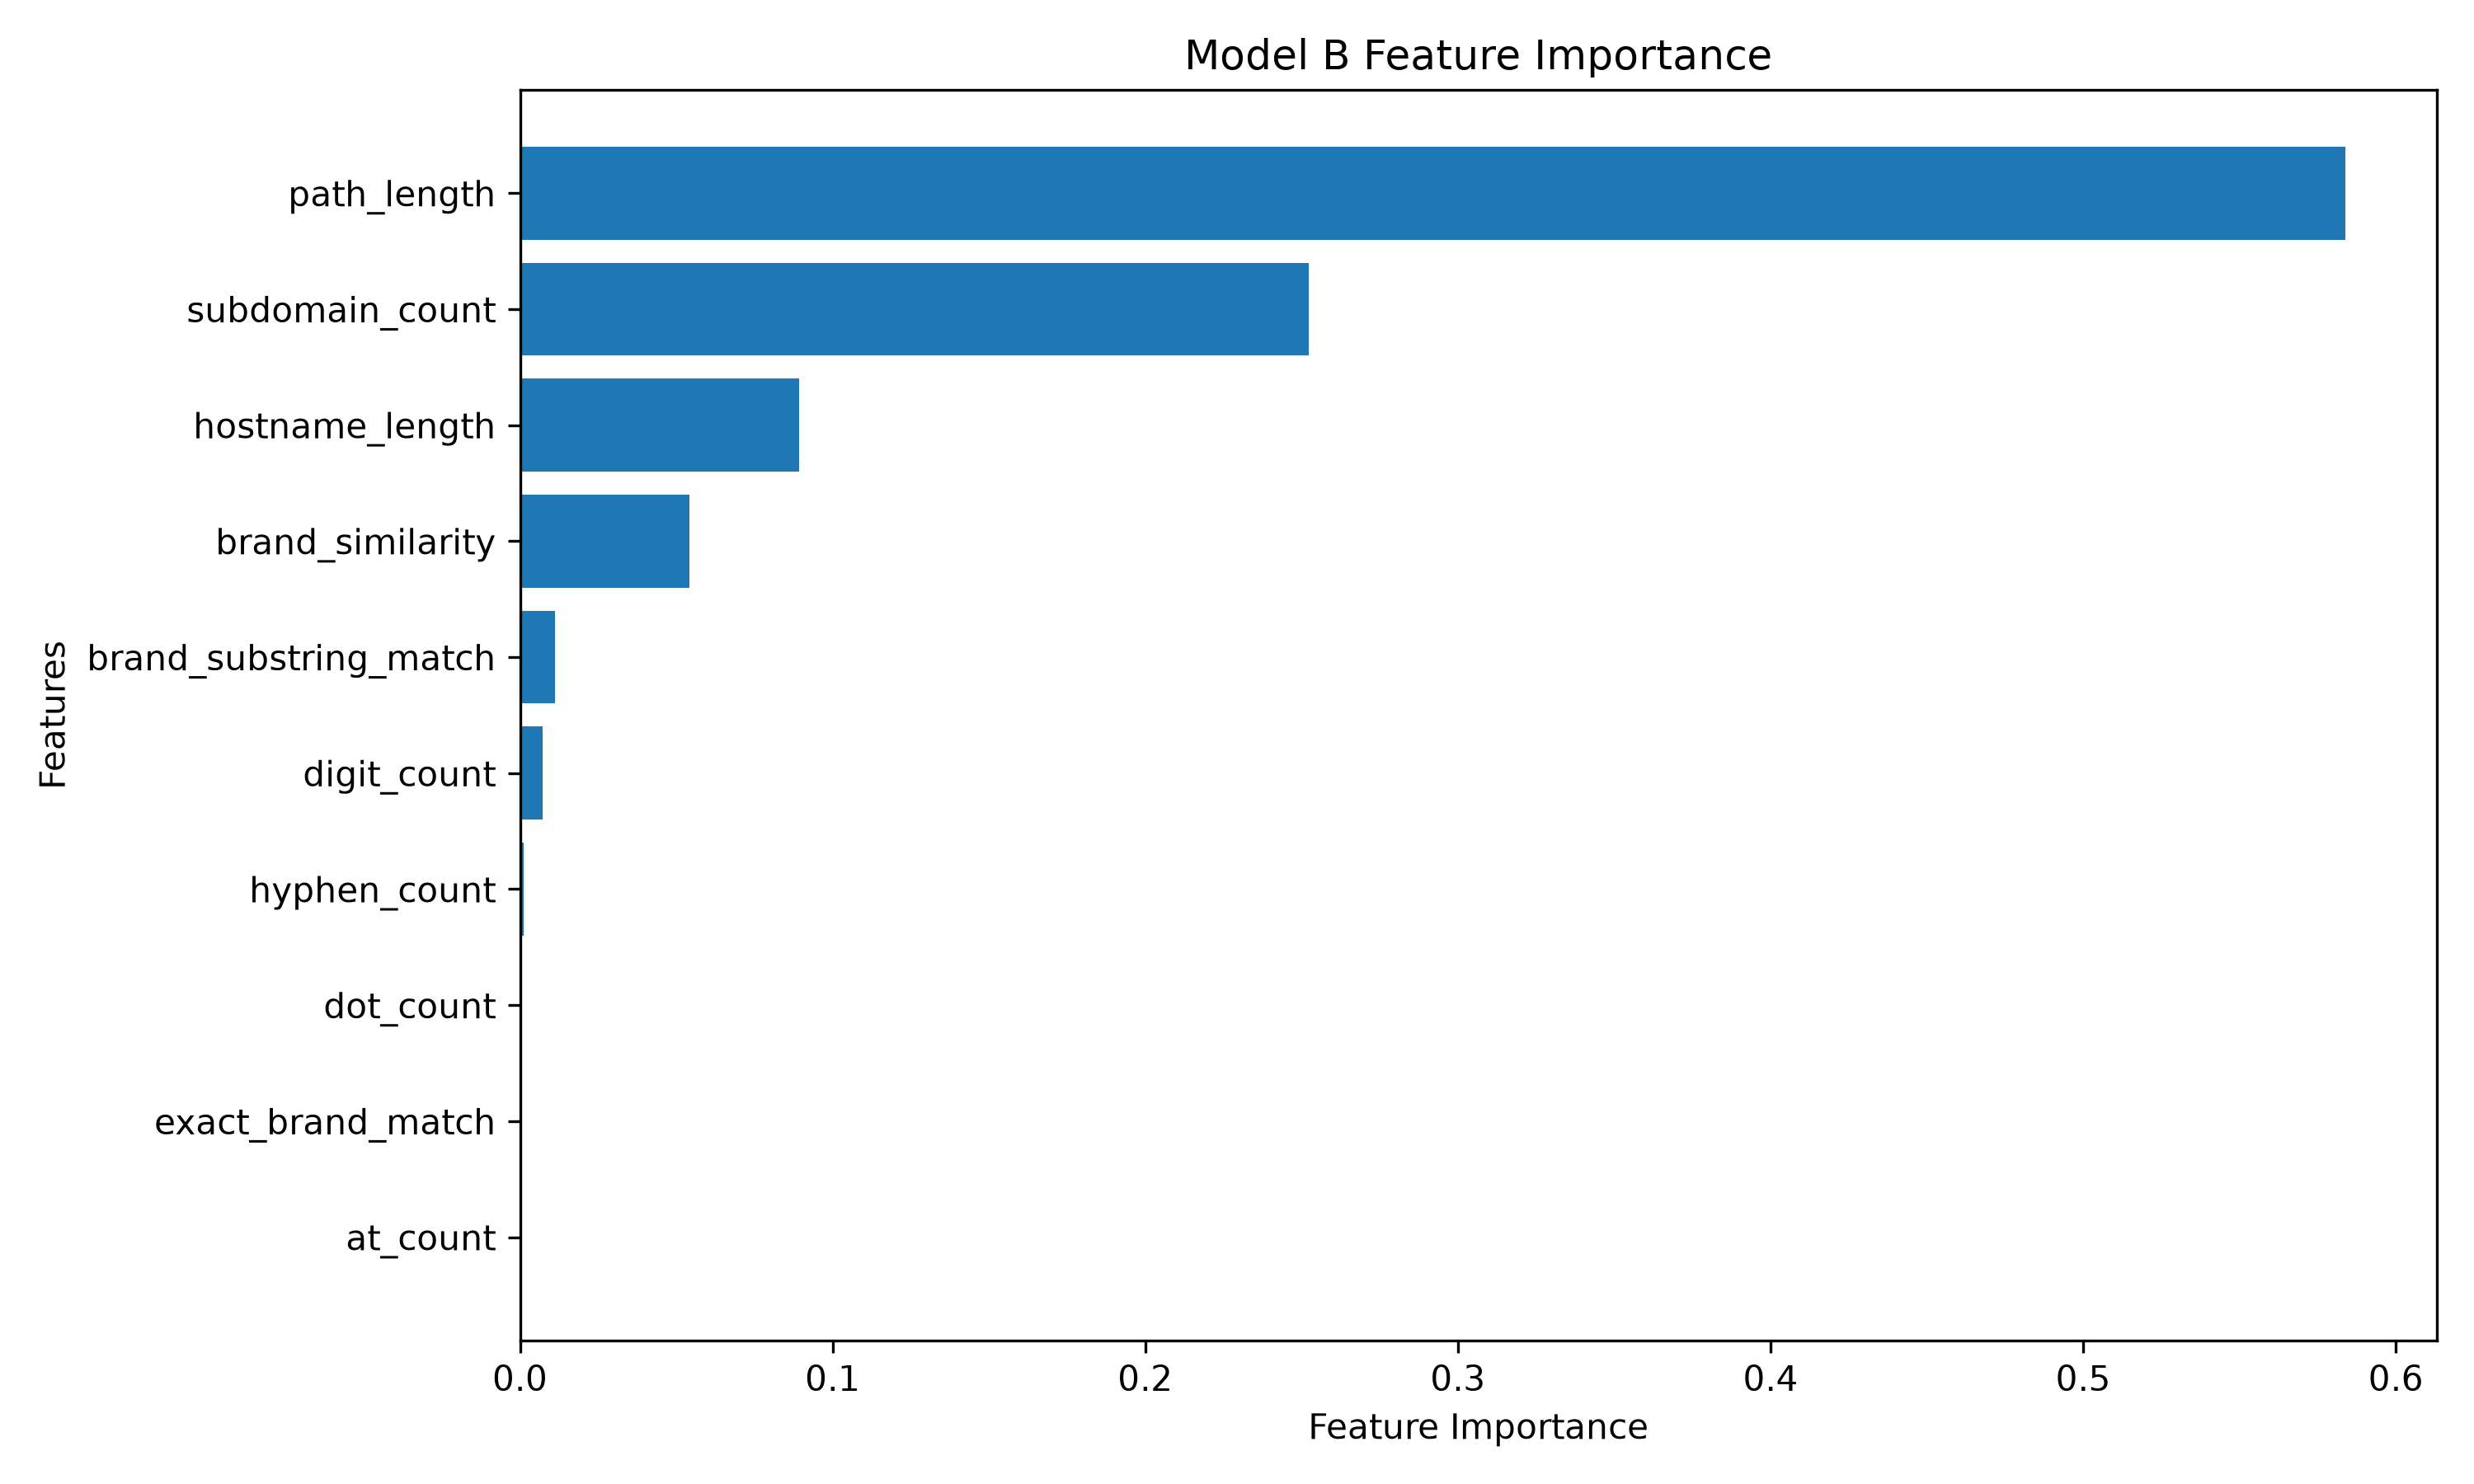 Model B Feature Importance
Features
path_length
subdomain_count
hostname_length
brand_similarity
brand_substring_match
digit_count
hyphen_count
dot_count
exact_brand_match
at_count
0.0 0.1 0.2 0.3 0.4 0.5 0.6
Feature Importance